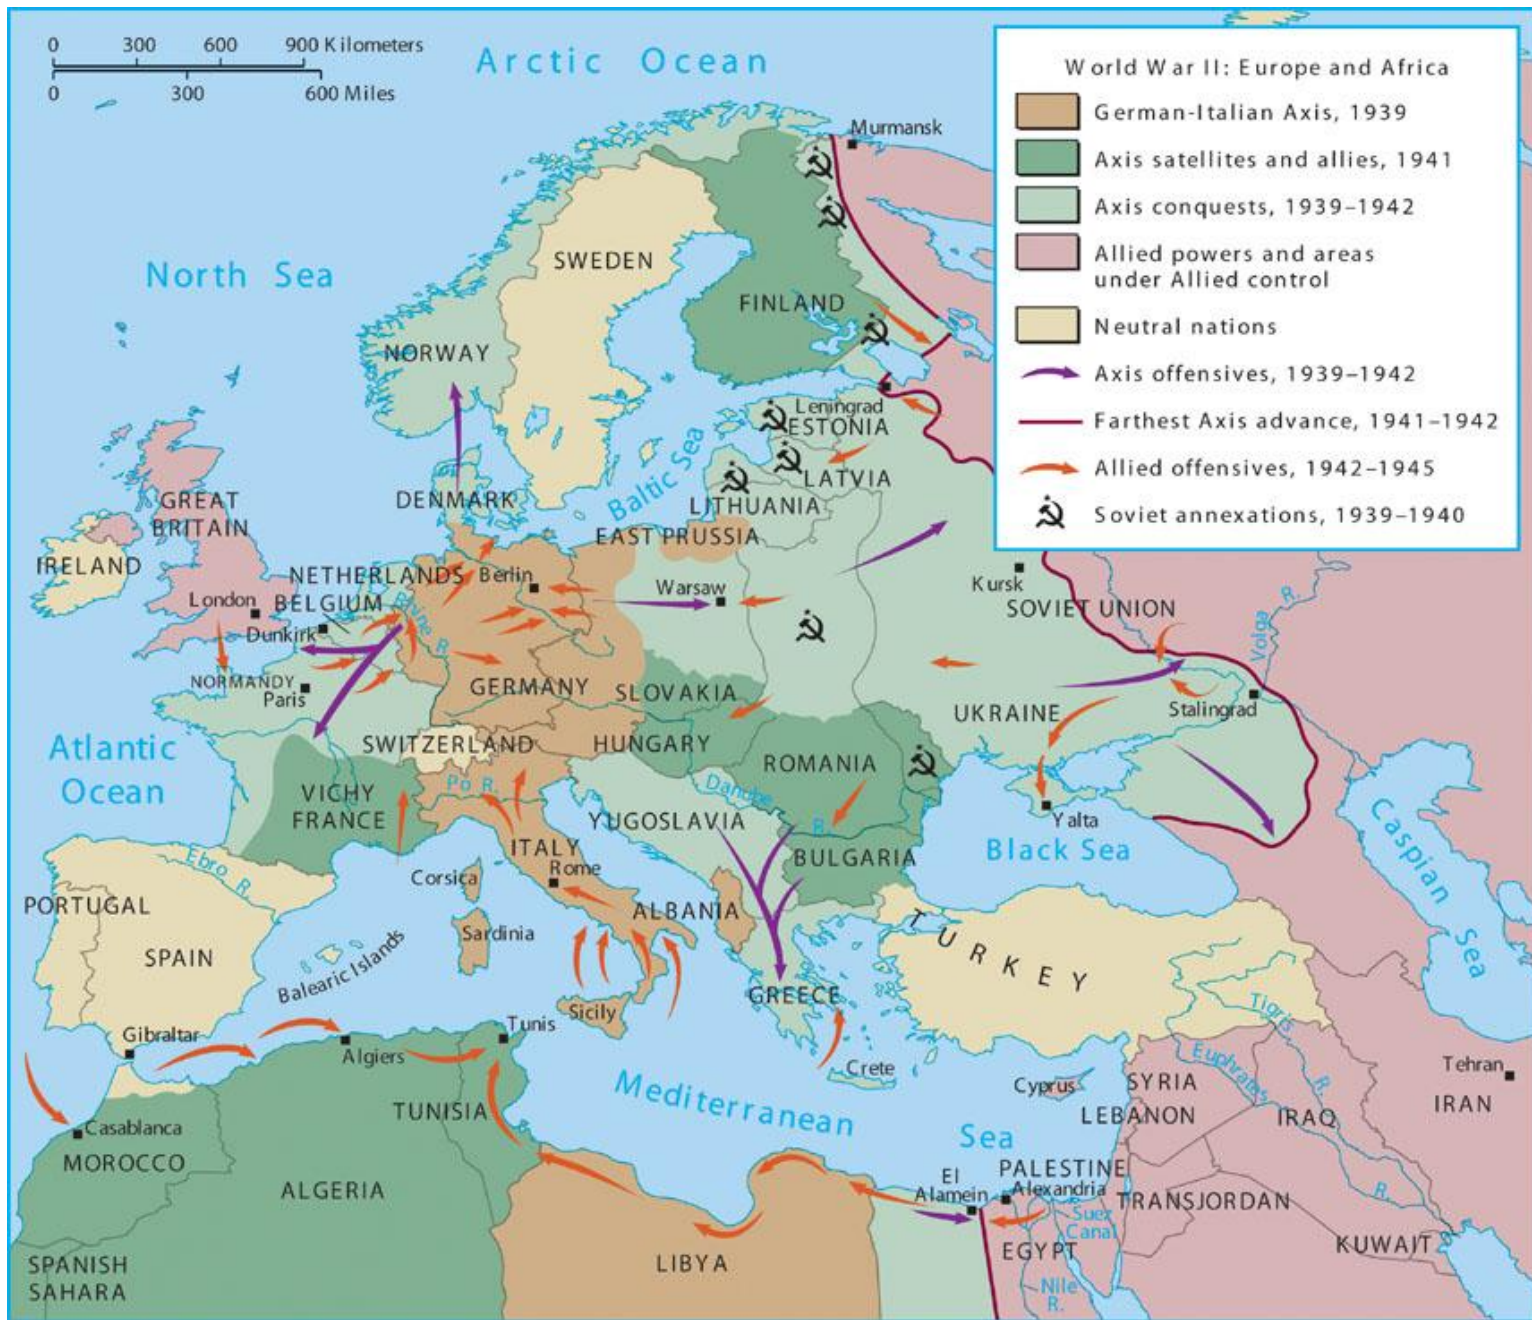 0 300 600 900 Kilometers
0 300 600 Miles
Arctic Ocean
World War II: Europe and Africa
German-Italian Axis, 1939
Axis satellites and allies, 1941
Axis conquests, 1939–1942
Allied powers and areas
under Allied control
Neutral nations
Axis offensives, 1939–1942
Farthest Axis advance, 1941–1942
Allied offensives, 1942–1945
Soviet annexations, 1939–1940
Murmansk
North Sea
SWEDEN
FINLAND
NORWAY
Leningrad
ESTONIA
Baltic Sea
LATVIA
LITHUANIA
DENMARK
GREAT
BRITAIN
IRELAND
EAST PRUSSIA
NETHERLANDS
Berlin
Warsaw
Kursk
SOVIET UNION
Volga R.
London
BELGIUM
Rhine R.
Dunkirk
NORMANDY
Paris
GERMANY
SLOVAKIA
UKRAINE
Stalingrad
Atlantic
Ocean
SWITZERLAND
HUNGARY
ROMANIA
VICHY
FRANCE
Po R.
Danube
R.
YUGOSLAVIA
Yalta
Black Sea
Caspian Sea
ITALY
Rome
BULGARIA
Ebro R.
Corsica
PORTUGAL
ALBANIA
TURKEY
SPAIN
Sardinia
Balearic Islands
GREECE
Sicily
Gibraltar
Algiers
Tunis
Crete
Tigris
R.
Euphrates
R.
Tehran
Cyprus
SYRIA
LEBANON
IRAQ
IRAN
Mediterranean
Sea
TUNISIA
Casablanca
MOROCCO
ALGERIA
El
Alamein
PALESTINE
Alexandria
TRANSJORDAN
Suez
Canal
EGYPT
KUWAIT
SPANISH
SAHARA
LIBYA
Nile
R.